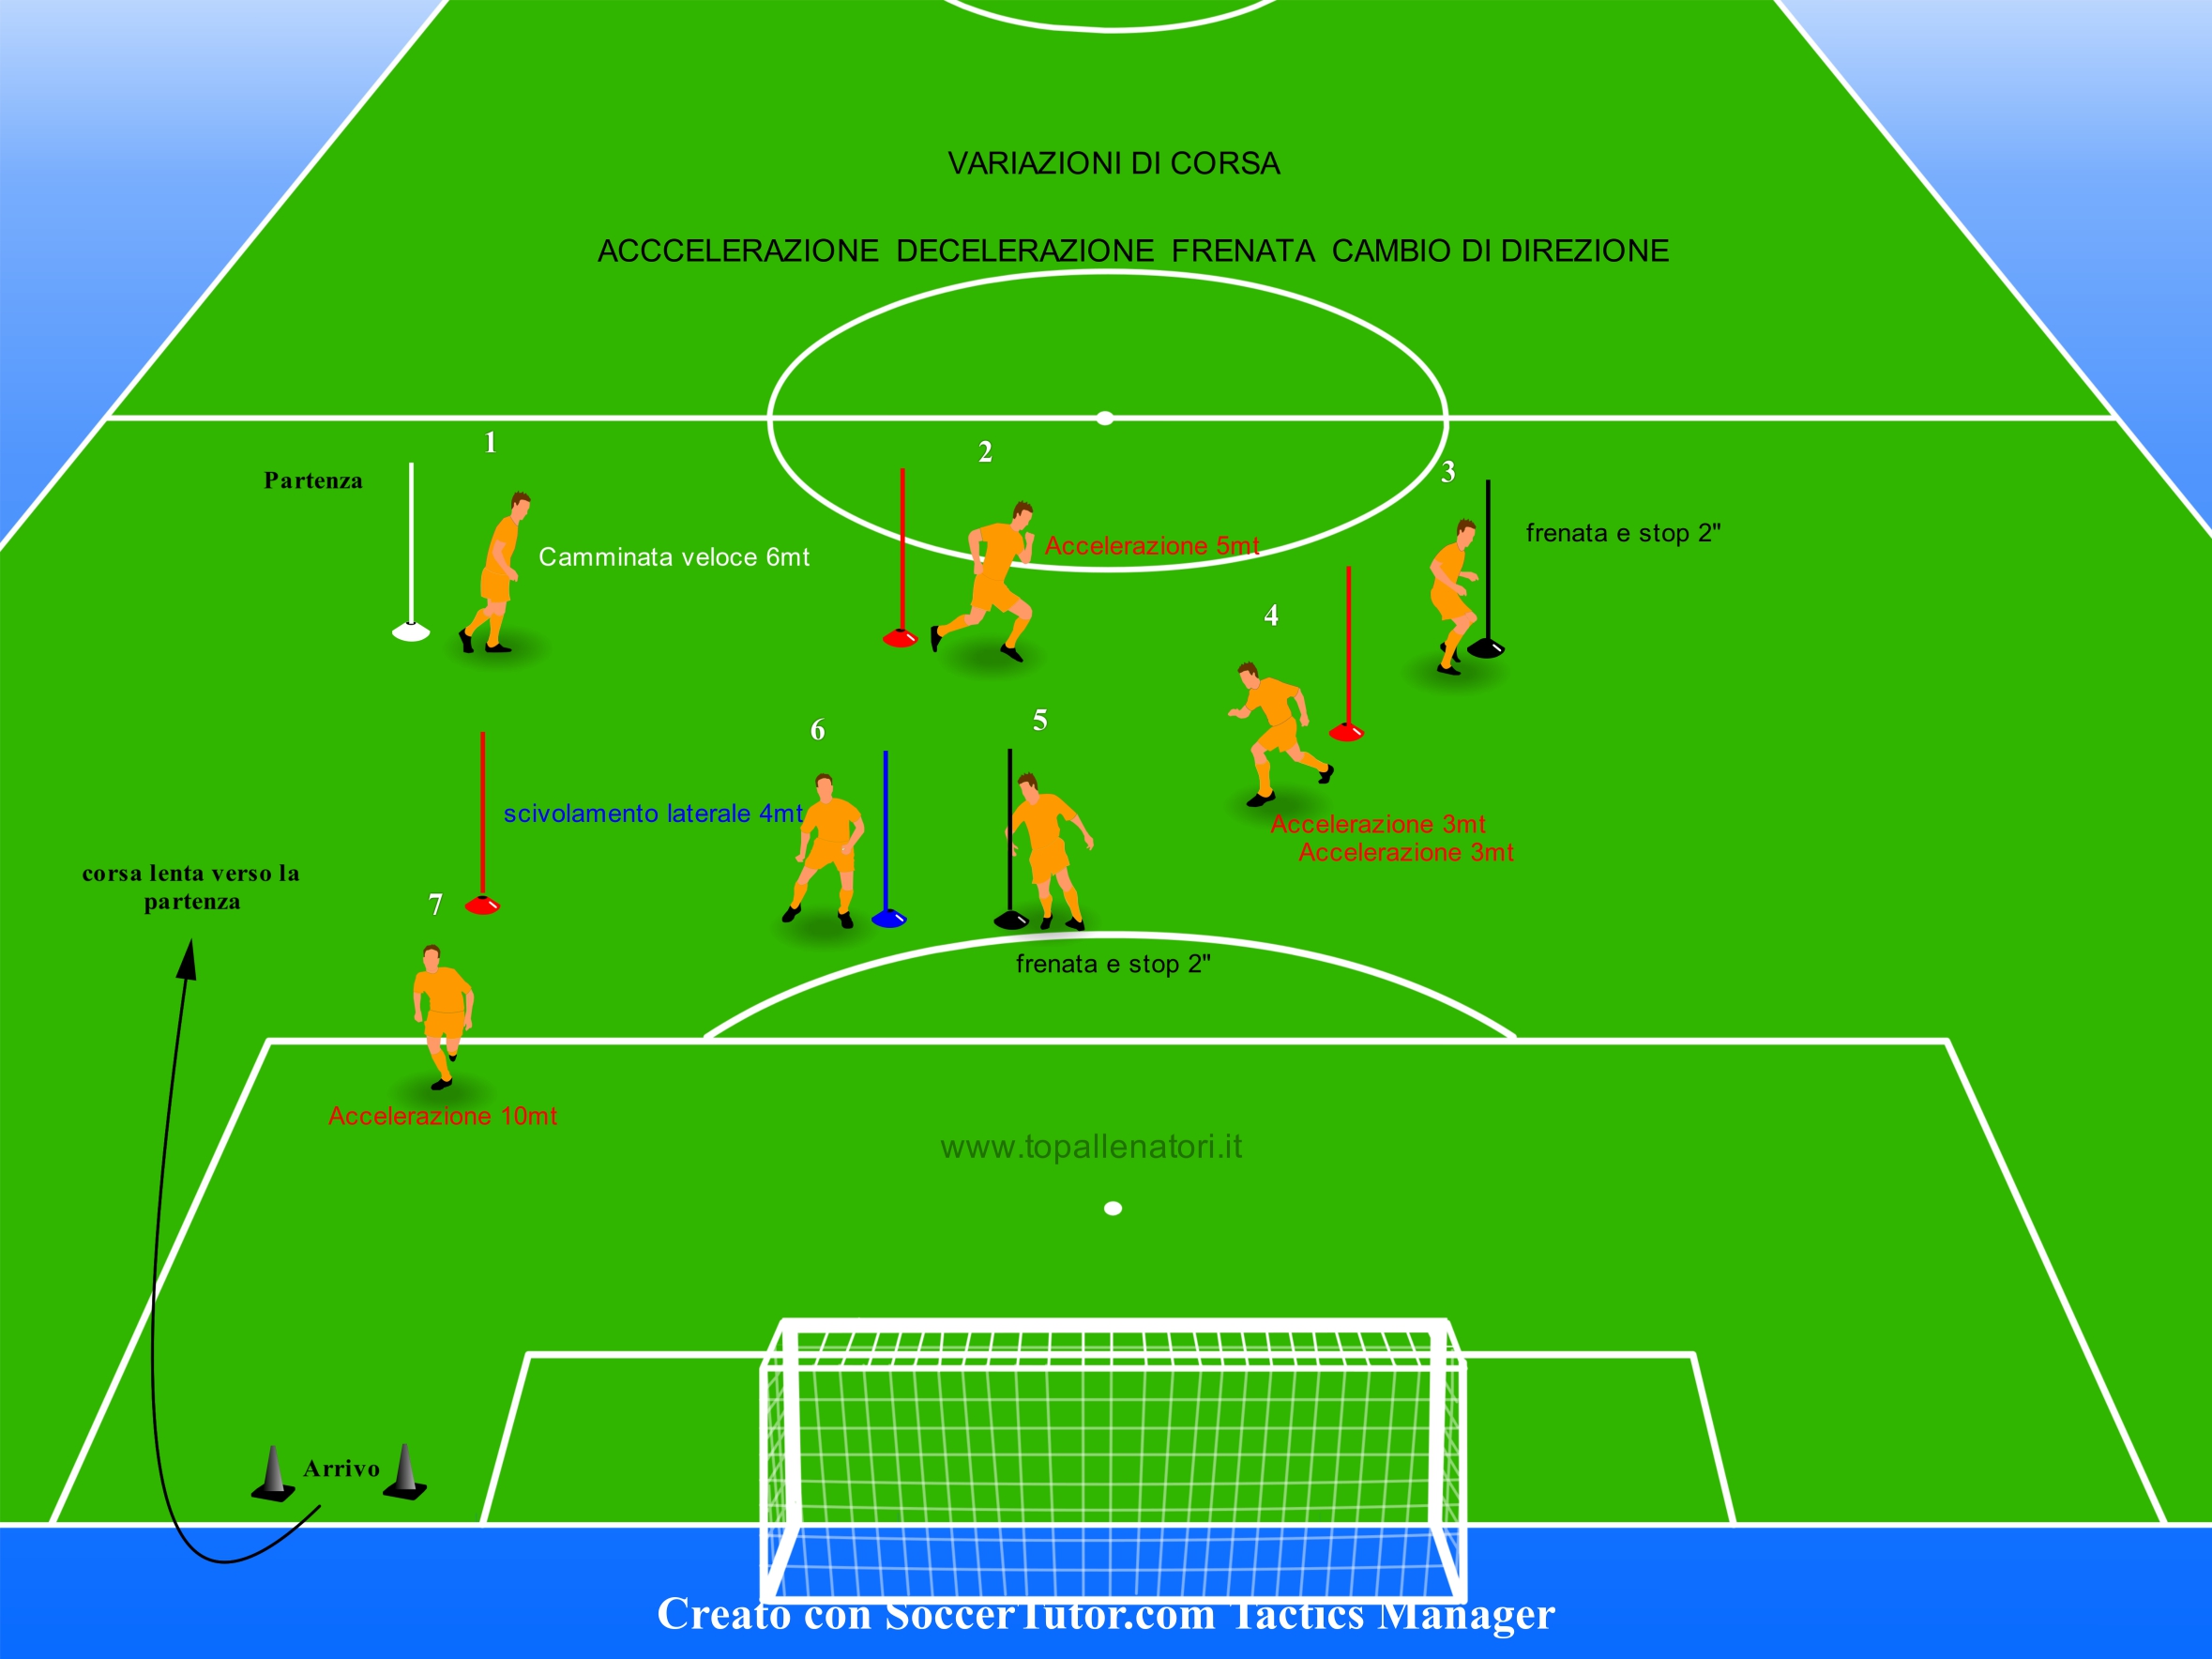 VARIAZIONI DI CORSA
ACCCELERAZIONE DECELERAZIONE FRENATA CAMBIO DI DIREZIONE
1
2
3
Partenza
Camminata veloce 6mt
Accelerazione 5mt
frenata e stop 2"
4
5
6
scivolamento laterale 4mt
Accelerazione 3mt
Accelerazione 3mt
corsa lenta verso la
partenza
7
frenata e stop 2"
Accelerazione 10mt
www.topallenatori.it
Arrivo
Creato con SoccerTutor.com Tactics Manager